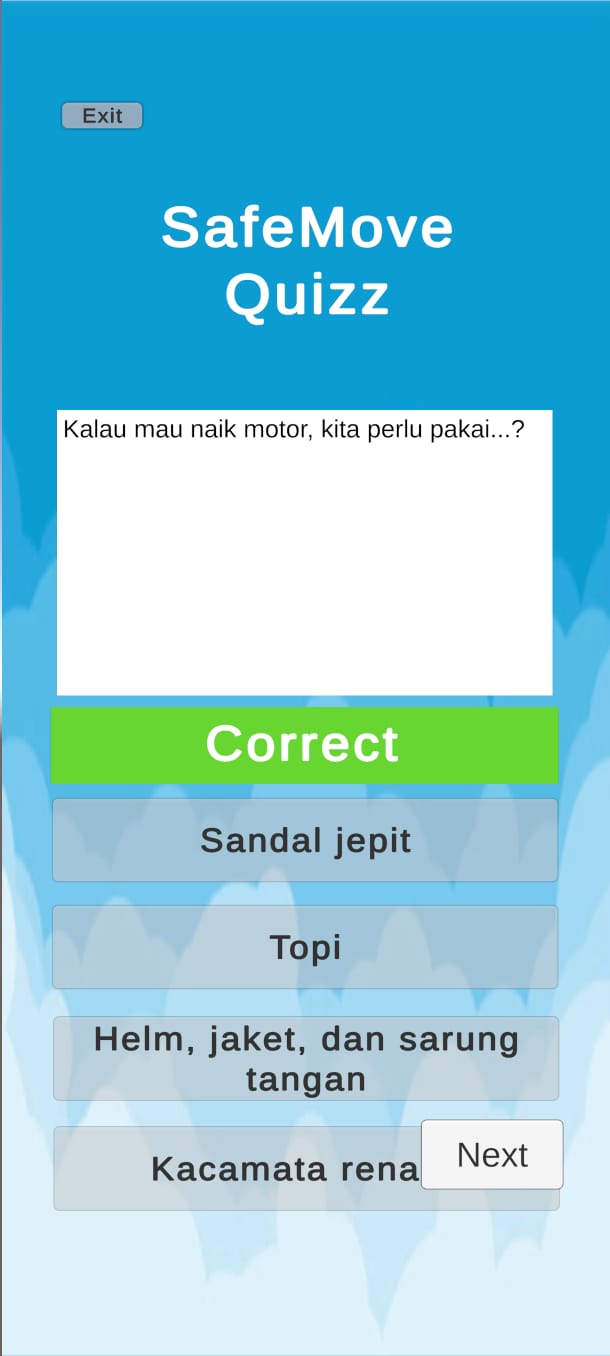 Exit
SafeMove
Quizz
Kalau mau naik motor, kita perlu pakai...?
Correct
Sandal jepit
Topi
Helm, jaket, dan sarung
tangan
Kacamata rena
Next